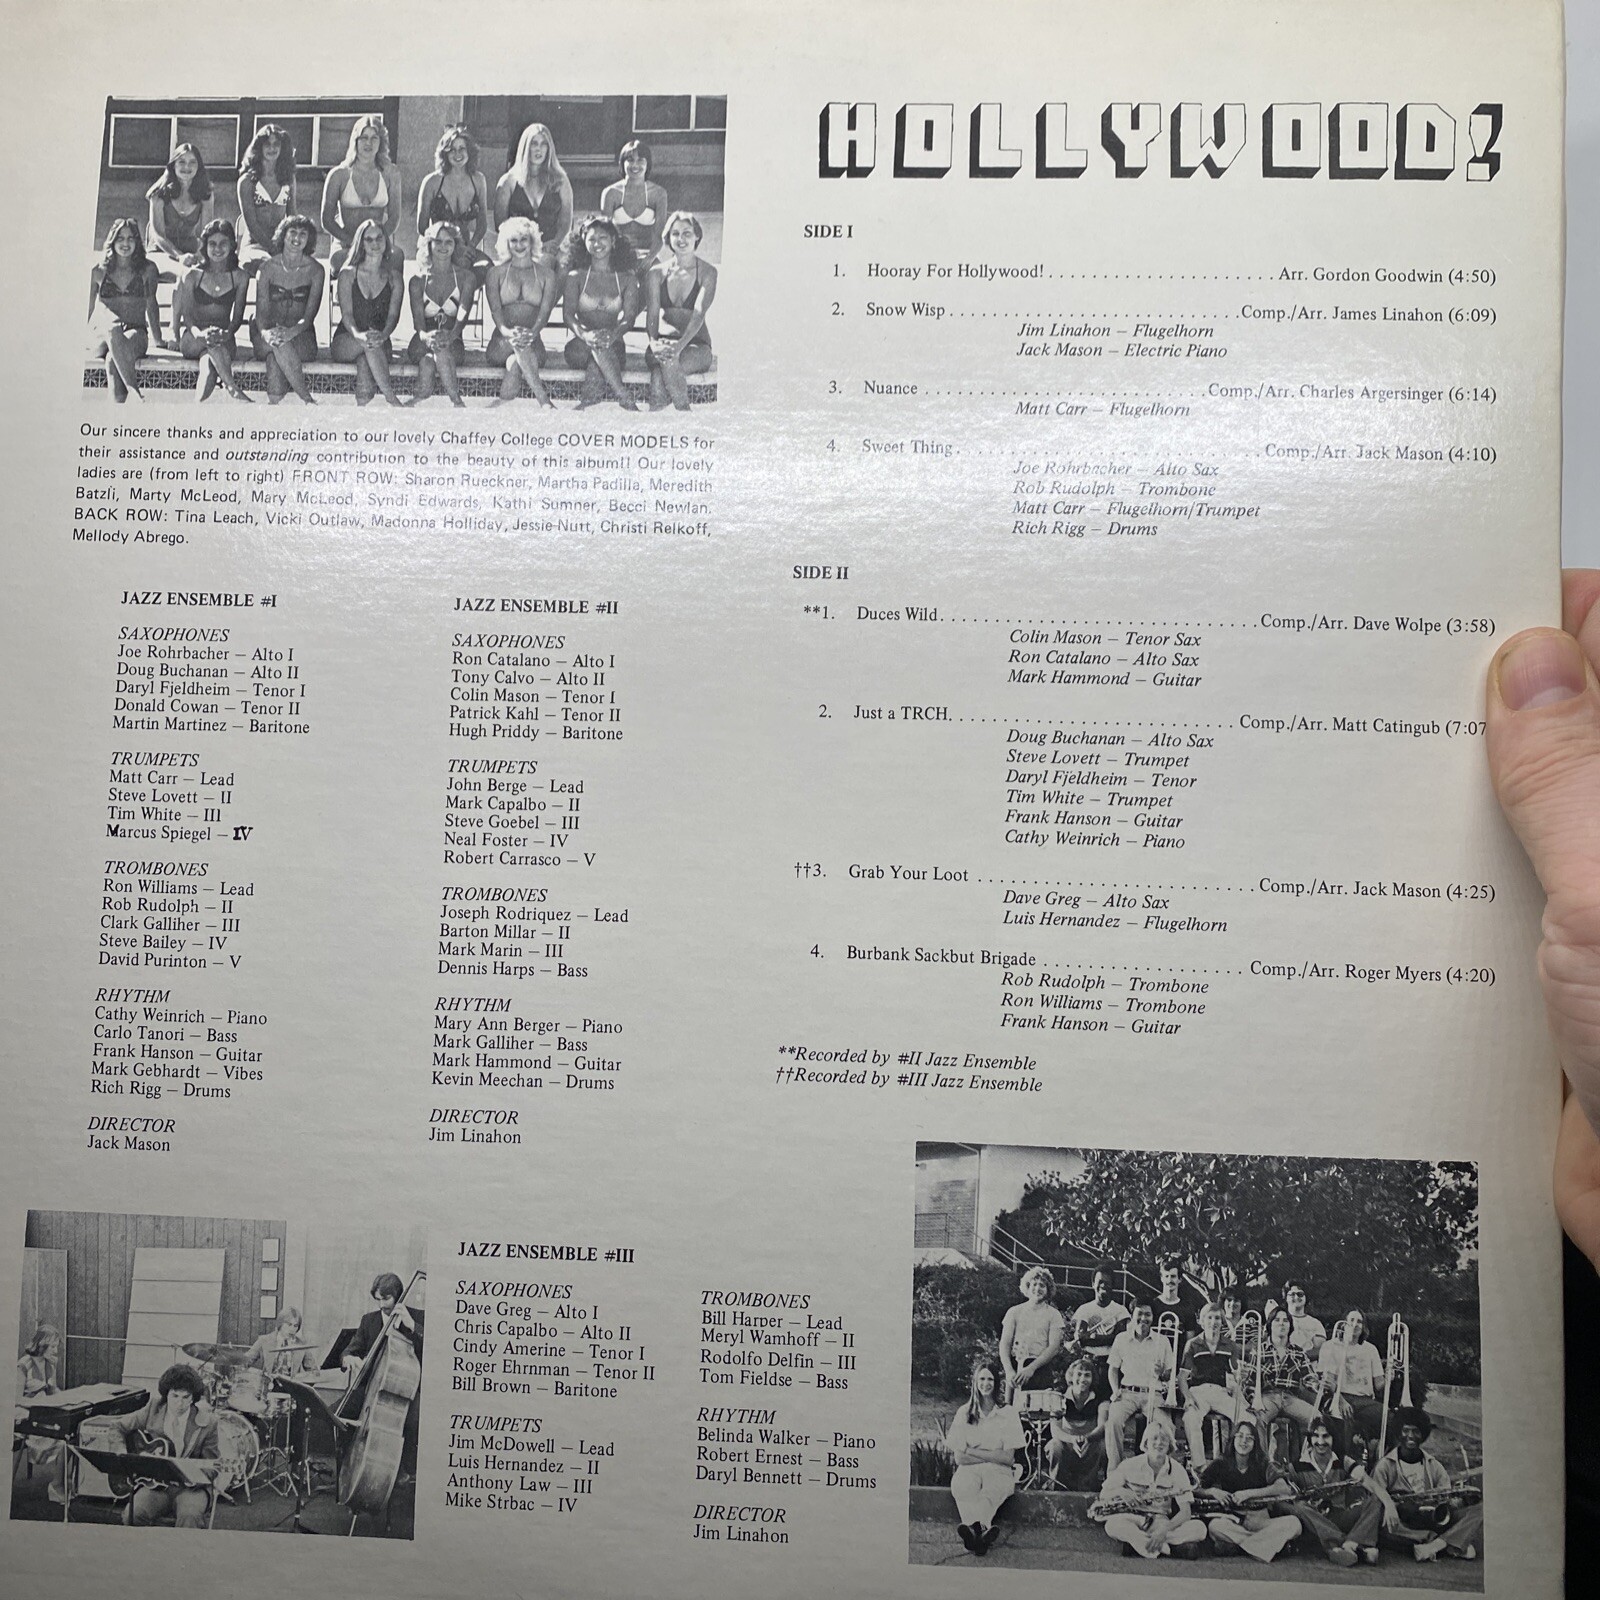 HOLLYWOOD!
SIDE I
1. Hooray For Hollywood! . . . . . . . . . . . . . . . . . . . . . Arr. Gordon Goodwin (4:50)
2. Snow Wisp . . . . . . . . . . . . . . . . . . . . . . . . . . Comp./Arr. James Linahon (6:09)
Jim Linahon – Flugelhorn
Jack Mason – Electric Piano
3. Nuance . . . . . . . . . . . . . . . . . . . . . . . . . . Comp./Arr. Charles Argersinger (6:14)
Matt Carr – Flugelhorn
4. Sweet Thing. . . . . . . . . . . . . . . . . . . . . . . . . . . Comp./Arr. Jack Mason (4:10)
Joe Rohrbacher – Alto Sax
Rob Rudolph – Trombone
Matt Carr – Flugelhorn/Trumpet
Rich Rigg – Drums
SIDE II
**1. Duces Wild. . . . . . . . . . . . . . . . . . . . . . . . . . . . Comp./Arr. Dave Wolpe (3:58)
Colin Mason – Tenor Sax
Ron Catalano – Alto Sax
Mark Hammond – Guitar
2. Just a TRCH. . . . . . . . . . . . . . . . . . . . . . . . . . Comp./Arr. Matt Catingub (7:07
Doug Buchanan – Alto Sax
Steve Lovett – Trumpet
Daryl Fjeldheim – Tenor
Tim White – Trumpet
Frank Hanson – Guitar
Cathy Weinrich – Piano
††3. Grab Your Loot . . . . . . . . . . . . . . . . . . . . . . . . . Comp./Arr. Jack Mason (4:25)
Dave Greg – Alto Sax
Luis Hernandez – Flugelhorn
4. Burbank Sackbut Brigade . . . . . . . . . . . . . . . . . . Comp./Arr. Roger Myers (4:20)
Rob Rudolph – Trombone
Ron Williams – Trombone
Frank Hanson – Guitar
**Recorded by #II Jazz Ensemble
††Recorded by #III Jazz Ensemble
Our sincere thanks and appreciation to our lovely Chaffey College COVER MODELS for
their assistance and outstanding contribution to the beauty of this album!! Our lovely
ladies are (from left to right) FRONT ROW: Sharon Rueckner, Martha Padilla, Meredith
Batzli, Marty McLeod, Mary McLeod, Syndi Edwards, Kathi Sumner, Becci Newlan.
BACK ROW: Tina Leach, Vicki Outlaw, Madonna Holliday, Jessie Nutt, Christi Relkoff,
Mellody Abrego.
JAZZ ENSEMBLE #I
SAXOPHONES
Joe Rohrbacher – Alto I
Doug Buchanan – Alto II
Daryl Fjeldheim – Tenor I
Donald Cowan – Tenor II
Martin Martinez – Baritone
TRUMPETS
Matt Carr – Lead
Steve Lovett – II
Tim White – III
Marcus Spiegel – IV
TROMBONES
Ron Williams – Lead
Rob Rudolph – II
Clark Galliher – III
Steve Bailey – IV
David Purinton – V
RHYTHM
Cathy Weinrich – Piano
Carlo Tanori – Bass
Frank Hanson – Guitar
Mark Gebhardt – Vibes
Rich Rigg – Drums
DIRECTOR
Jack Mason
JAZZ ENSEMBLE #II
SAXOPHONES
Ron Catalano – Alto I
Tony Calvo – Alto II
Colin Mason – Tenor I
Patrick Kahl – Tenor II
Hugh Priddy – Baritone
TRUMPETS
John Berge – Lead
Mark Capalbo – II
Steve Goebel – III
Neal Foster – IV
Robert Carrasco – V
TROMBONES
Joseph Rodriquez – Lead
Barton Millar – II
Mark Marin – III
Dennis Harps – Bass
RHYTHM
Mary Ann Berger – Piano
Mark Galliher – Bass
Mark Hammond – Guitar
Kevin Meechan – Drums
DIRECTOR
Jim Linahon
JAZZ ENSEMBLE #III
SAXOPHONES
Dave Greg – Alto I
Chris Capalbo – Alto II
Cindy Amerine – Tenor I
Roger Ehrnman – Tenor II
Bill Brown – Baritone
TRUMPETS
Jim McDowell – Lead
Luis Hernandez – II
Anthony Law – III
Mike Strbac – IV
TROMBONES
Bill Harper – Lead
Meryl Wamhoff – II
Rodolfo Delfin – III
Tom Fieldse – Bass
RHYTHM
Belinda Walker – Piano
Robert Ernest – Bass
Daryl Bennett – Drums
DIRECTOR
Jim Linahon